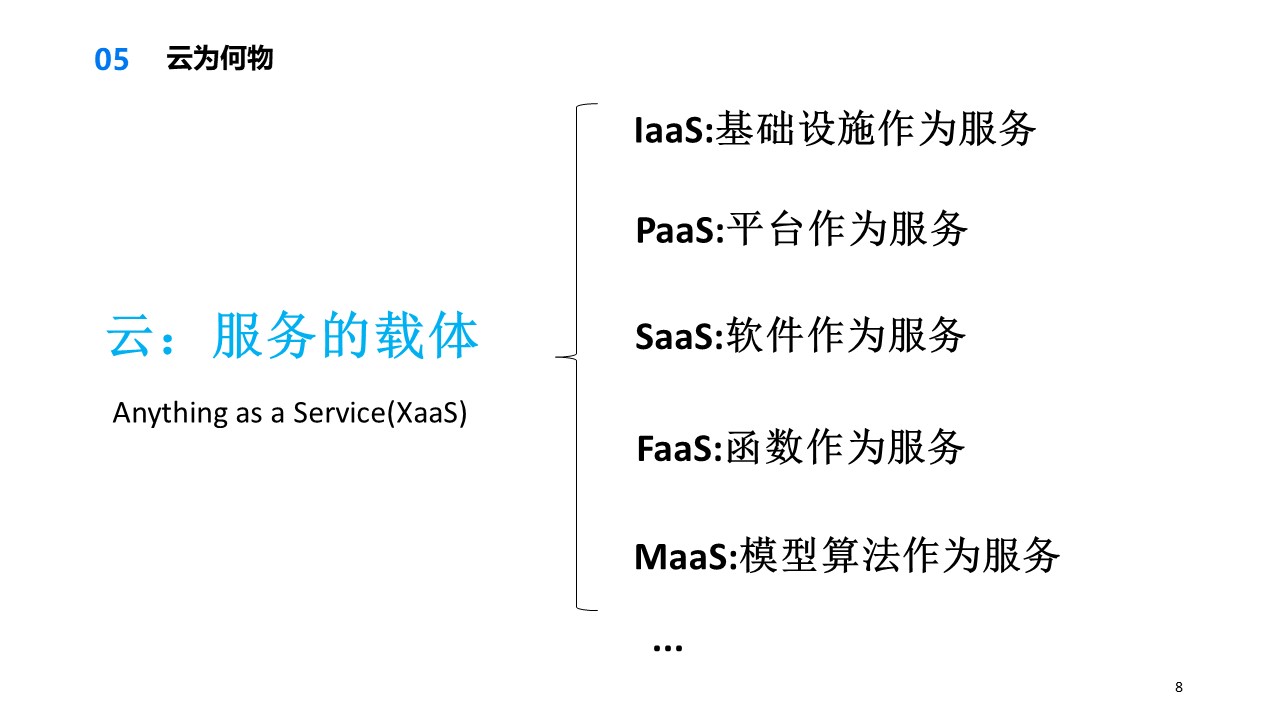 05 云为何物
云：服务的载体
Anything as a Service(XaaS)
IaaS:基础设施作为服务
PaaS:平台作为服务
SaaS:软件作为服务
FaaS:函数作为服务
MaaS:模型算法作为服务
...
8